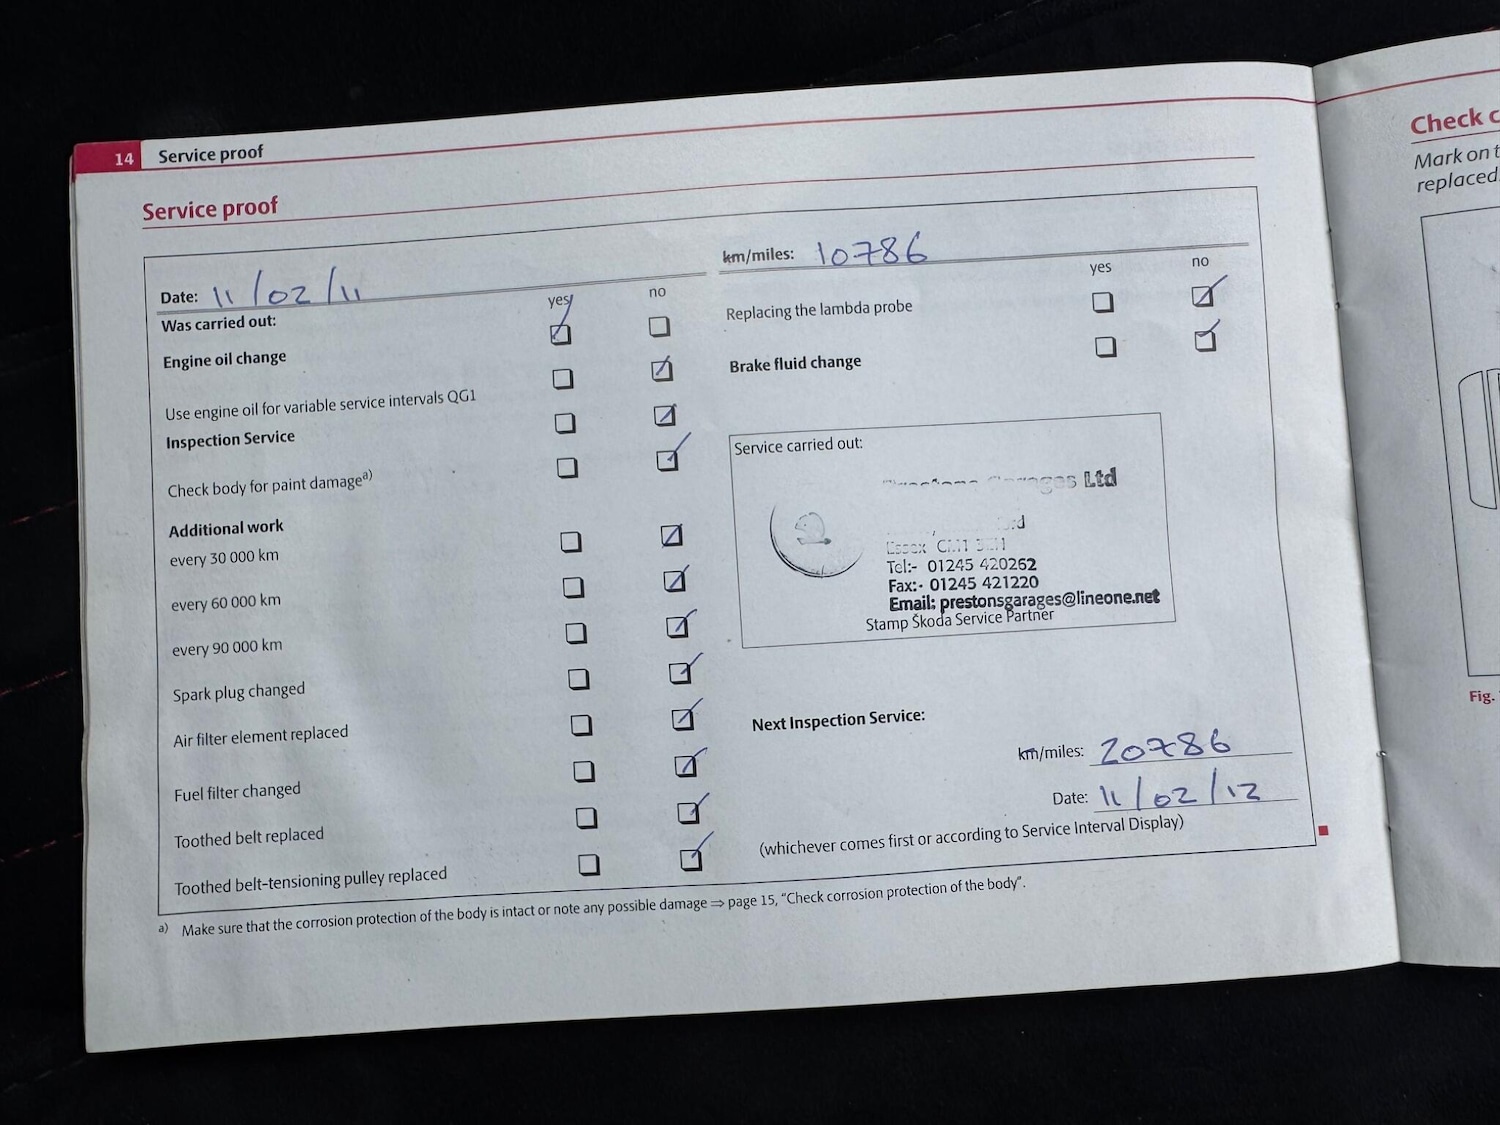 14 Service proof
Service proof
Date: 11/02/11
km/miles: 10786
yes no
Was carried out:
Engine oil change
Use engine oil for variable service intervals QG1
Inspection Service
Check body for paint damage a)
Additional work
every 30 000 km
every 60 000 km
every 90 000 km
Spark plug changed
Air filter element replaced
Fuel filter changed
Toothed belt replaced
Toothed belt-tensioning pulley replaced
yes no
Replacing the lambda probe
Brake fluid change
Service carried out:
Garages Ltd
Essex CM1
Tel:- 01245 420262
Fax:- 01245 421220
Email: prestonsgarages@lineone.net
Stamp Škoda Service Partner
Next Inspection Service:
km/miles: 20786
Date: 11/02/12
(whichever comes first or according to Service Interval Display)
a) Make sure that the corrosion protection of the body is intact or note any possible damage ⇒ page 15, "Check corrosion protection of the body".
Check
Mark on
replaced
Fig.